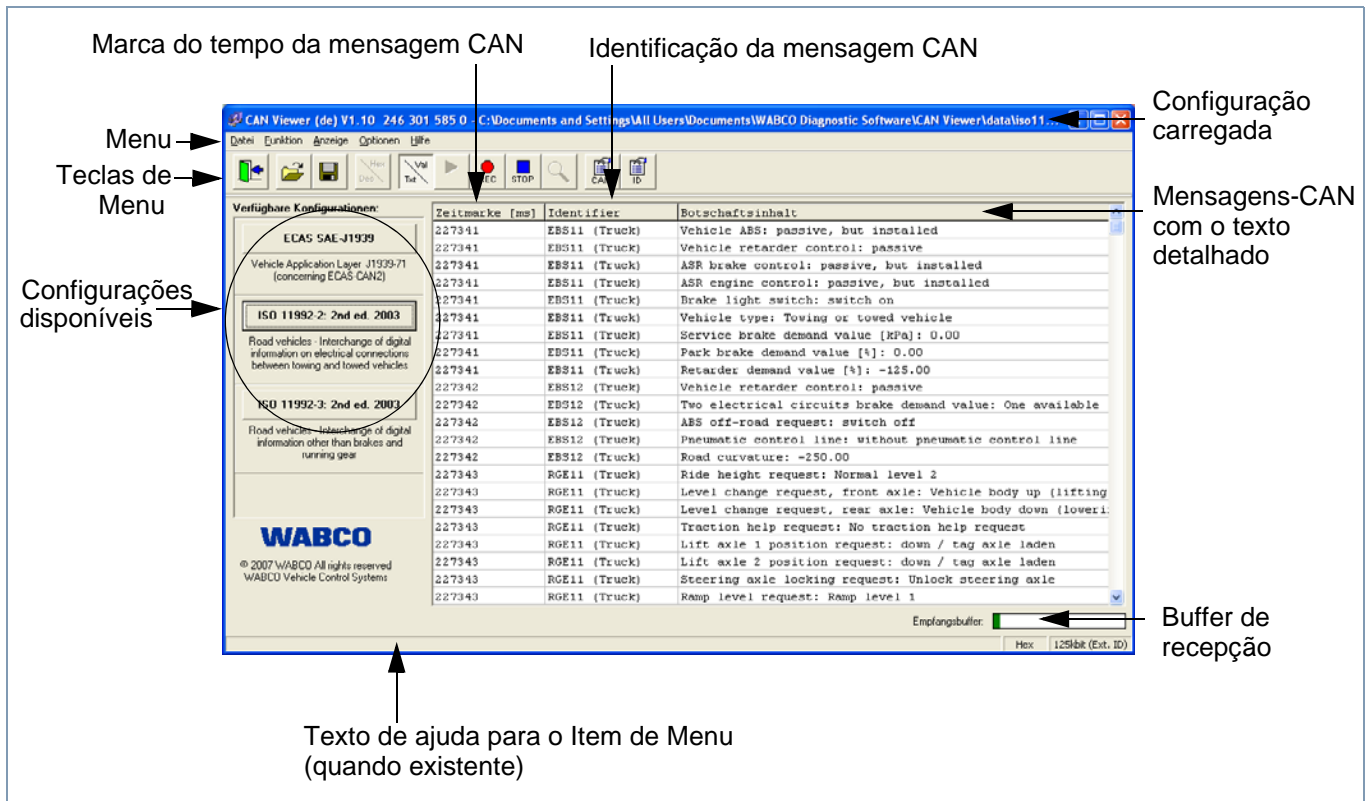 Marca do tempo da mensagem CAN
Identificação da mensagem CAN
Configuração
carregada
Menu
Teclas de
Menu
Mensagens-CAN
com o texto
detalhado
Configurações
disponíveis
Buffer de
recepção
Texto de ajuda para o Item de Menu
(quando existente)
CAN Viewer (de) V1.10 246 301 585 0 - C:\Documents and Settings\All Users\Documents\WABCO Diagnostic Software\CAN Viewer\data\iso11...
Datei Funktion Anzeige Optionen Hilfe
Hex
Dec
Val
Txt
STOP
ID
Verfügbare Konfigurationen:
ECAS SAE-J1939
Vehicle Application Layer J1939-71
(concerning ECAS-CAN2)
ISO 11992-2: 2nd ed. 2003
Road vehicles - Interchange of digital
information on electrical connections
between towing and towed vehicles
ISO 11992-3: 2nd ed. 2003
Road vehicles - Interchange of digital
information other than brakes and
running gear
WABCO
© 2007 WABCO All rights reserved
WABCO Vehicle Control Systems
Zeitmarke [ms] Identifier Botschaftsinhalt
227341 EBS11 (Truck) Vehicle ABS: passive, but installed
227341 EBS11 (Truck) Vehicle retarder control: passive
227341 EBS11 (Truck) ASR brake control: passive, but installed
227341 EBS11 (Truck) ASR engine control: passive, but installed
227341 EBS11 (Truck) Brake light switch: switch on
227341 EBS11 (Truck) Vehicle type: Towing or towed vehicle
227341 EBS11 (Truck) Service brake demand value [kPa]: 0.00
227341 EBS11 (Truck) Park brake demand value [%]: 0.00
227341 EBS11 (Truck) Retarder demand value [%]: -125.00
227342 EBS12 (Truck) Vehicle retarder control: passive
227342 EBS12 (Truck) Two electrical circuits brake demand value: One available
227342 EBS12 (Truck) ABS off-road request: switch off
227342 EBS12 (Truck) Pneumatic control line: without pneumatic control line
227342 EBS12 (Truck) Road curvature: -250.00
227343 RGE11 (Truck) Ride height request: Normal level 2
227343 RGE11 (Truck) Level change request, front axle: Vehicle body up (lifting
227343 RGE11 (Truck) Level change request, rear axle: Vehicle body down (loweri
227343 RGE11 (Truck) Traction help request: No traction help request
227343 RGE11 (Truck) Lift axle 1 position request: down / tag axle laden
227343 RGE11 (Truck) Lift axle 2 position request: down / tag axle laden
227343 RGE11 (Truck) Steering axle locking request: Unlock steering axle
227343 RGE11 (Truck) Ramp level request: Ramp level 1
Empfangsbuffer:
Hex 125kbit (Ext. ID)